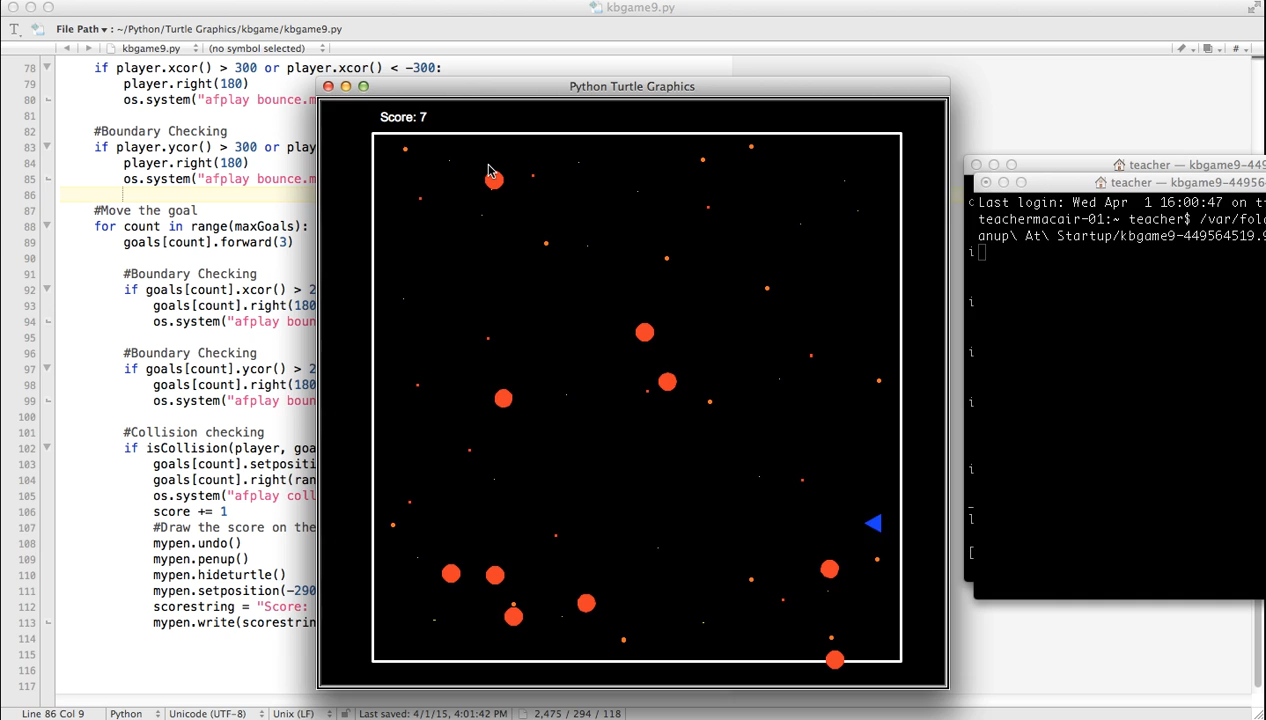 kbgame9.py
File Path ▾ : ~/Python/Turtle Graphics/kbgame/kbgame9.py
kbgame9.py (no symbol selected)
78 if player.xcor() > 300 or player.xcor() < -300:
79 player.right(180)
80 os.system("afplay bounce.m
81
82 #Boundary Checking
83 if player.ycor() > 300 or play
84 player.right(180)
85 os.system("afplay bounce.m
86
87 #Move the goal
88 for count in range(maxGoals):
89 goals[count].forward(3)
90
91 #Boundary Checking
92 if goals[count].xcor() > 2
93 goals[count].right(180
94 os.system("afplay boun
95
96 #Boundary Checking
97 if goals[count].ycor() > 2
98 goals[count].right(180
99 os.system("afplay boun
100
101 #Collision checking
102 if isCollision(player, goa
103 goals[count].setpositi
104 goals[count].right(ran
105 os.system("afplay coll
106 score += 1
107 #Draw the score on the
108 mypen.undo()
109 mypen.penup()
110 mypen.hideturtle()
111 mypen.setposition(-290
112 scorestring = "Score:
113 mypen.write(scorestrin
114
115
116
117
Python Turtle Graphics
Score: 7
teacher — kbgame9-449
teacher — kbgame9-44956
Last login: Wed Apr 1 16:00:47 on t
teachermacair-01:~ teacher$ /var/fol
anup\ At\ Startup/kbgame9-449564519.9
Line 86 Col 9 Python Unicode (UTF-8) Unix (LF) Last saved: 4/1/15, 4:01:42 PM 2,475 / 294 / 118